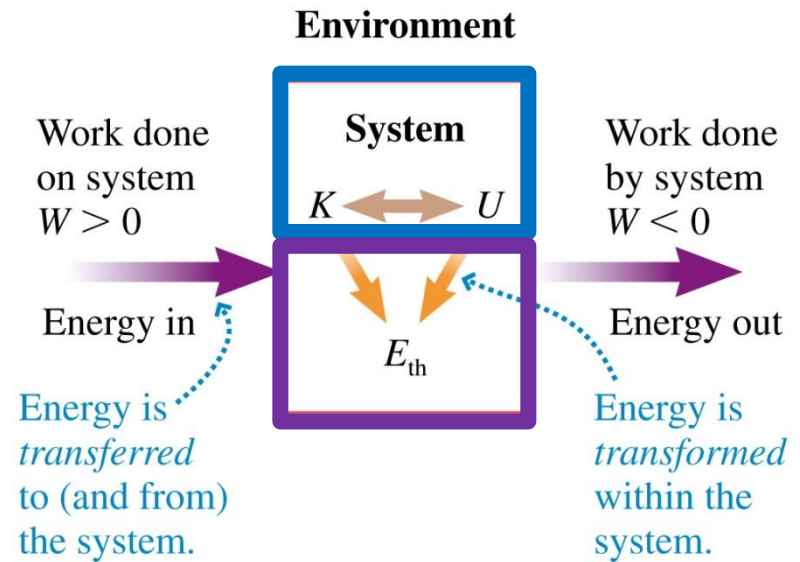 Environment
Work done
on system
W > 0
System
K
U
Work done
by system
W < 0
Energy in
E_th
Energy out
Energy is
transferred
to (and from)
the system.
Energy is
transformed
within the
system.